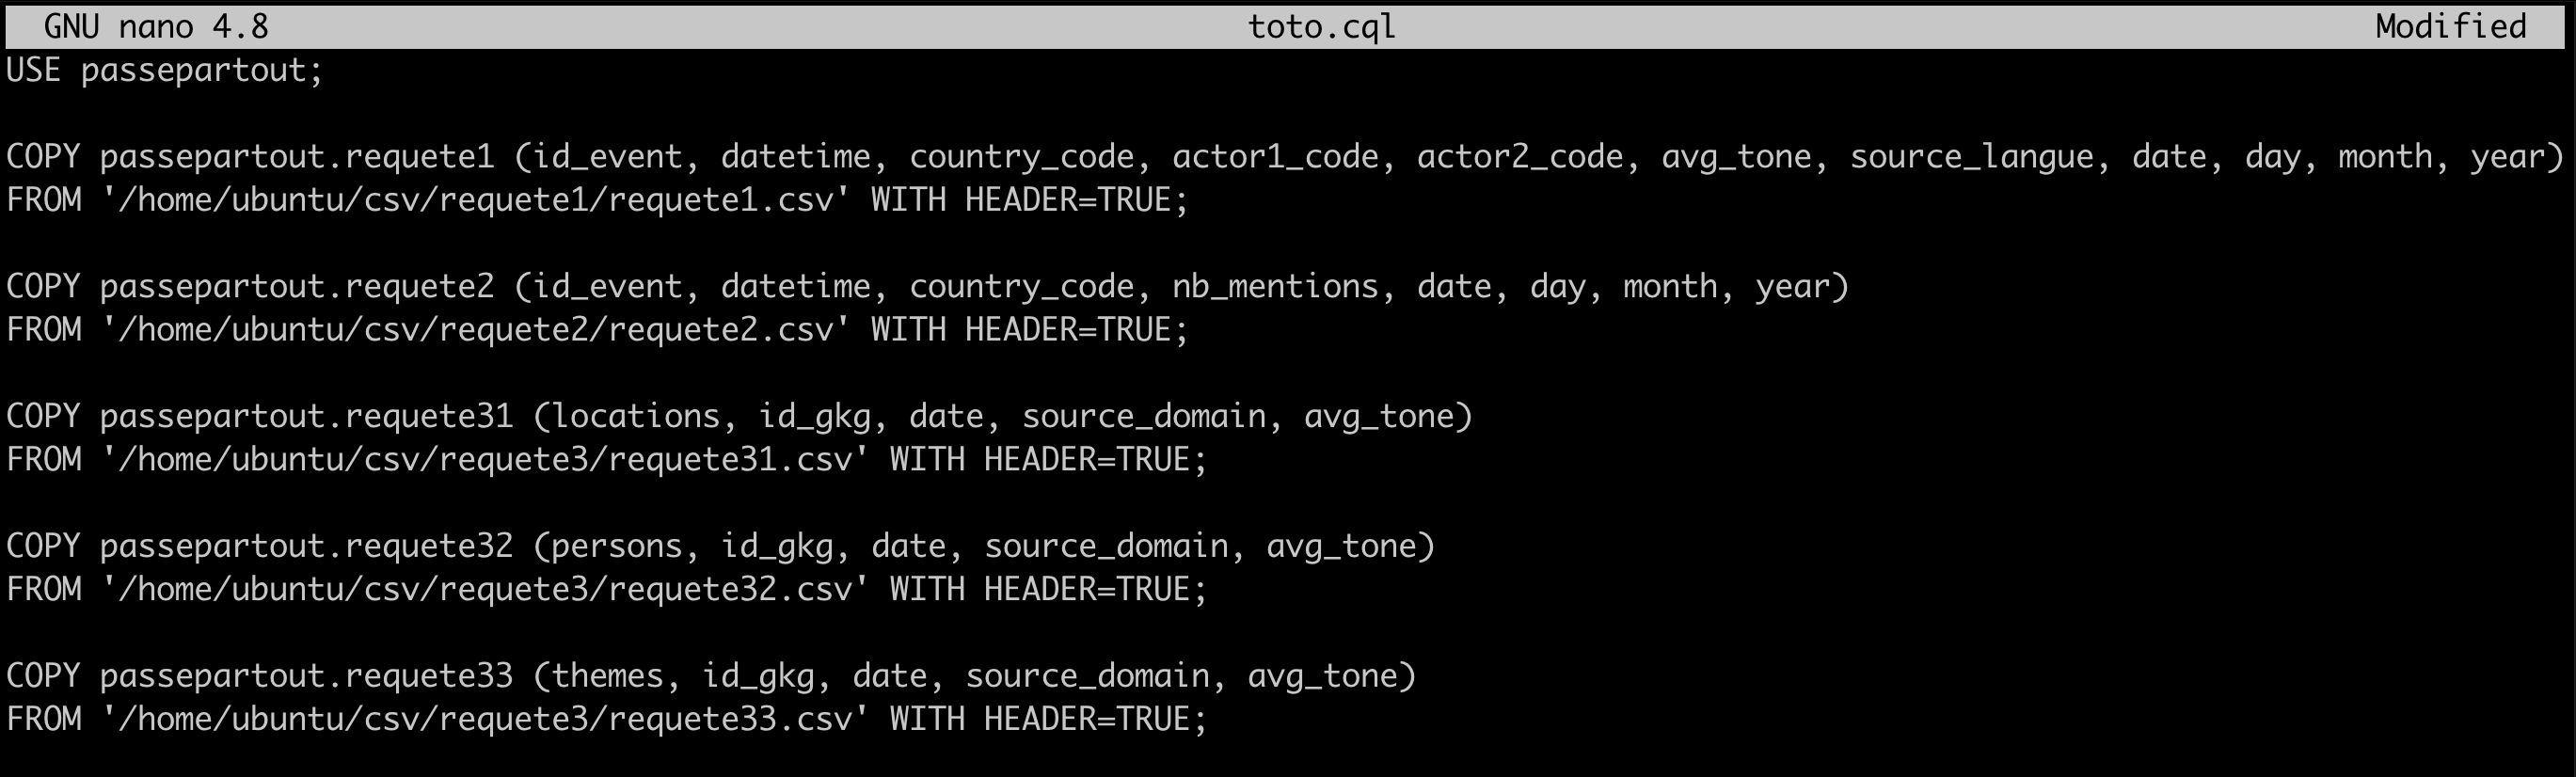 GNU nano 4.8 toto.cql Modified
USE passepartout;
COPY passepartout.requete1 (id_event, datetime, country_code, actor1_code, actor2_code, avg_tone, source_langue, date, day, month, year)
FROM '/home/ubuntu/csv/requete1/requete1.csv' WITH HEADER=TRUE;
COPY passepartout.requete2 (id_event, datetime, country_code, nb_mentions, date, day, month, year)
FROM '/home/ubuntu/csv/requete2/requete2.csv' WITH HEADER=TRUE;
COPY passepartout.requete31 (locations, id_gkg, date, source_domain, avg_tone)
FROM '/home/ubuntu/csv/requete3/requete31.csv' WITH HEADER=TRUE;
COPY passepartout.requete32 (persons, id_gkg, date, source_domain, avg_tone)
FROM '/home/ubuntu/csv/requete3/requete32.csv' WITH HEADER=TRUE;
COPY passepartout.requete33 (themes, id_gkg, date, source_domain, avg_tone)
FROM '/home/ubuntu/csv/requete3/requete33.csv' WITH HEADER=TRUE;